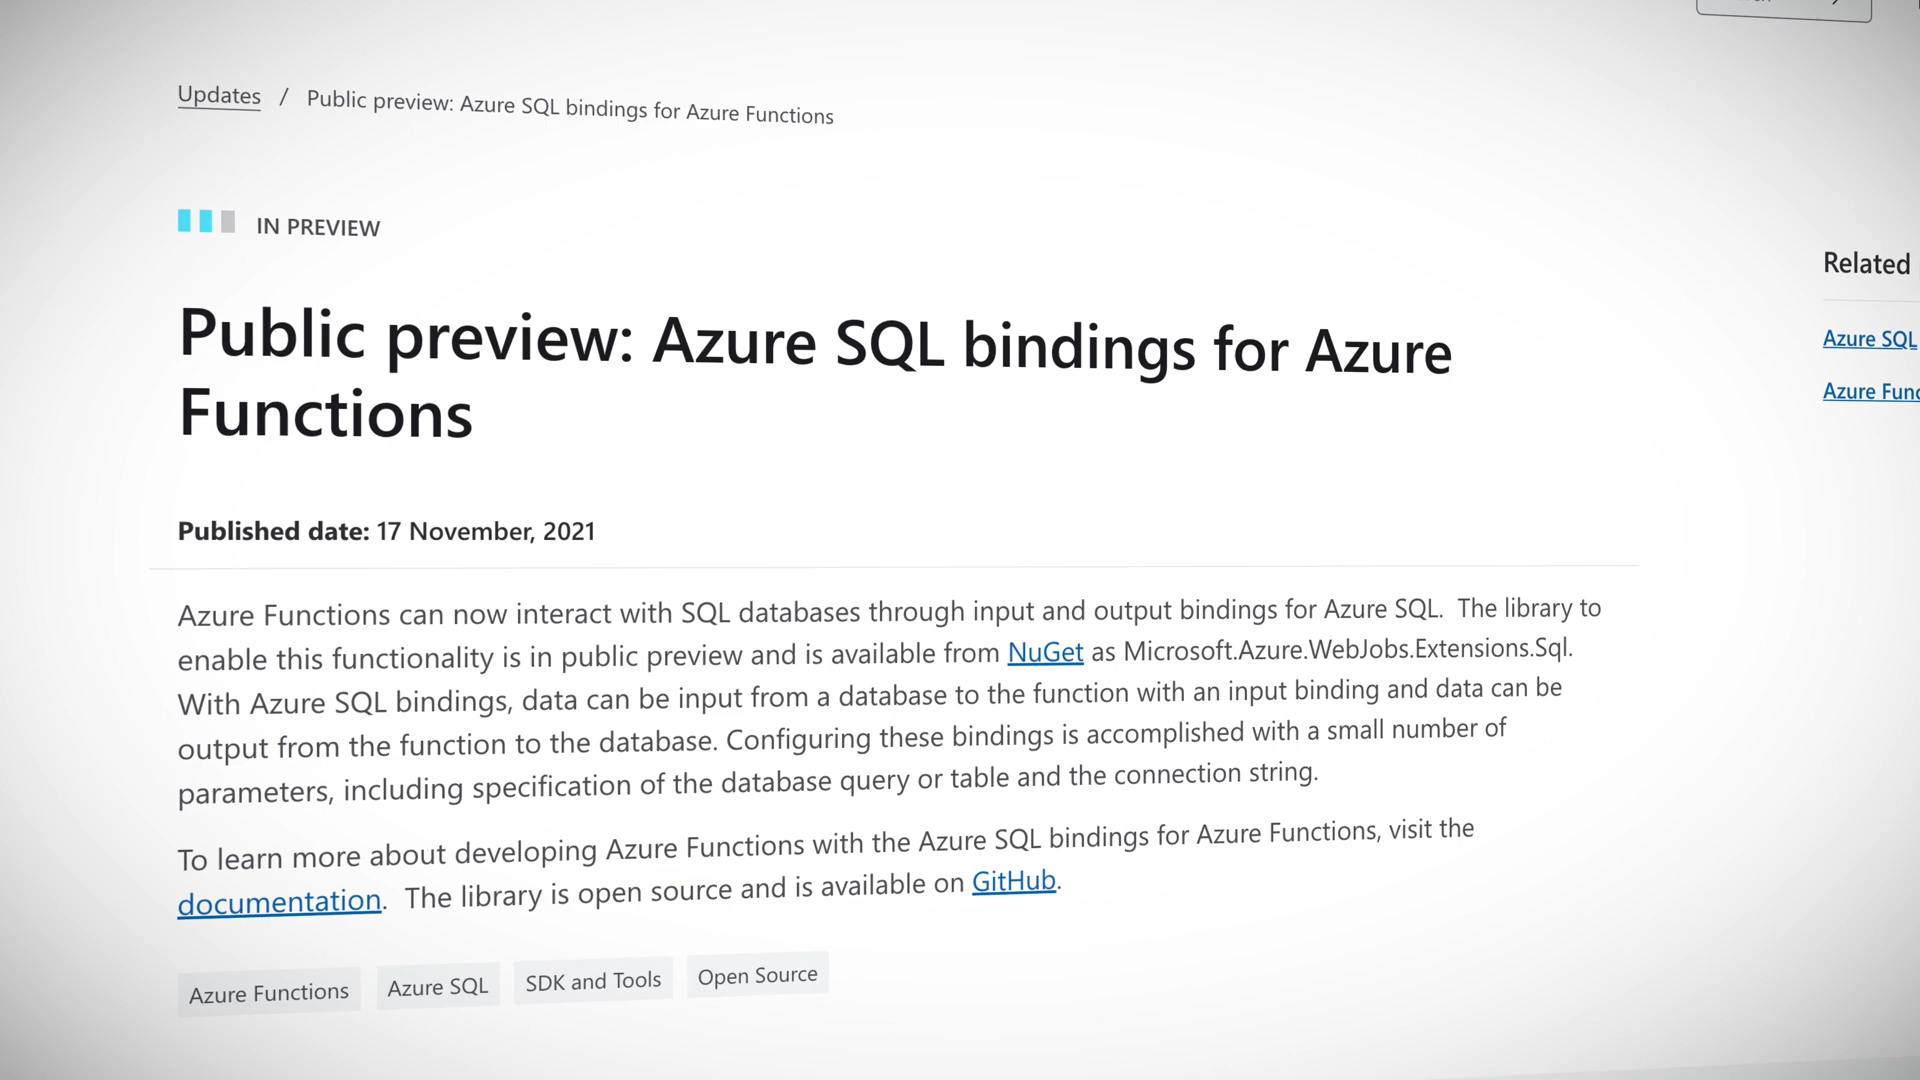 Updates / Public preview: Azure SQL bindings for Azure Functions
IN PREVIEW
Public preview: Azure SQL bindings for Azure
Functions
Published date: 17 November, 2021
Azure Functions can now interact with SQL databases through input and output bindings for Azure SQL. The library to
enable this functionality is in public preview and is available from NuGet as Microsoft.Azure.WebJobs.Extensions.Sql.
With Azure SQL bindings, data can be input from a database to the function with an input binding and data can be
output from the function to the database. Configuring these bindings is accomplished with a small number of
parameters, including specification of the database query or table and the connection string.
To learn more about developing Azure Functions with the Azure SQL bindings for Azure Functions, visit the
documentation. The library is open source and is available on GitHub.
Azure Functions Azure SQL SDK and Tools Open Source
Related
Azure SQL
Azure Func